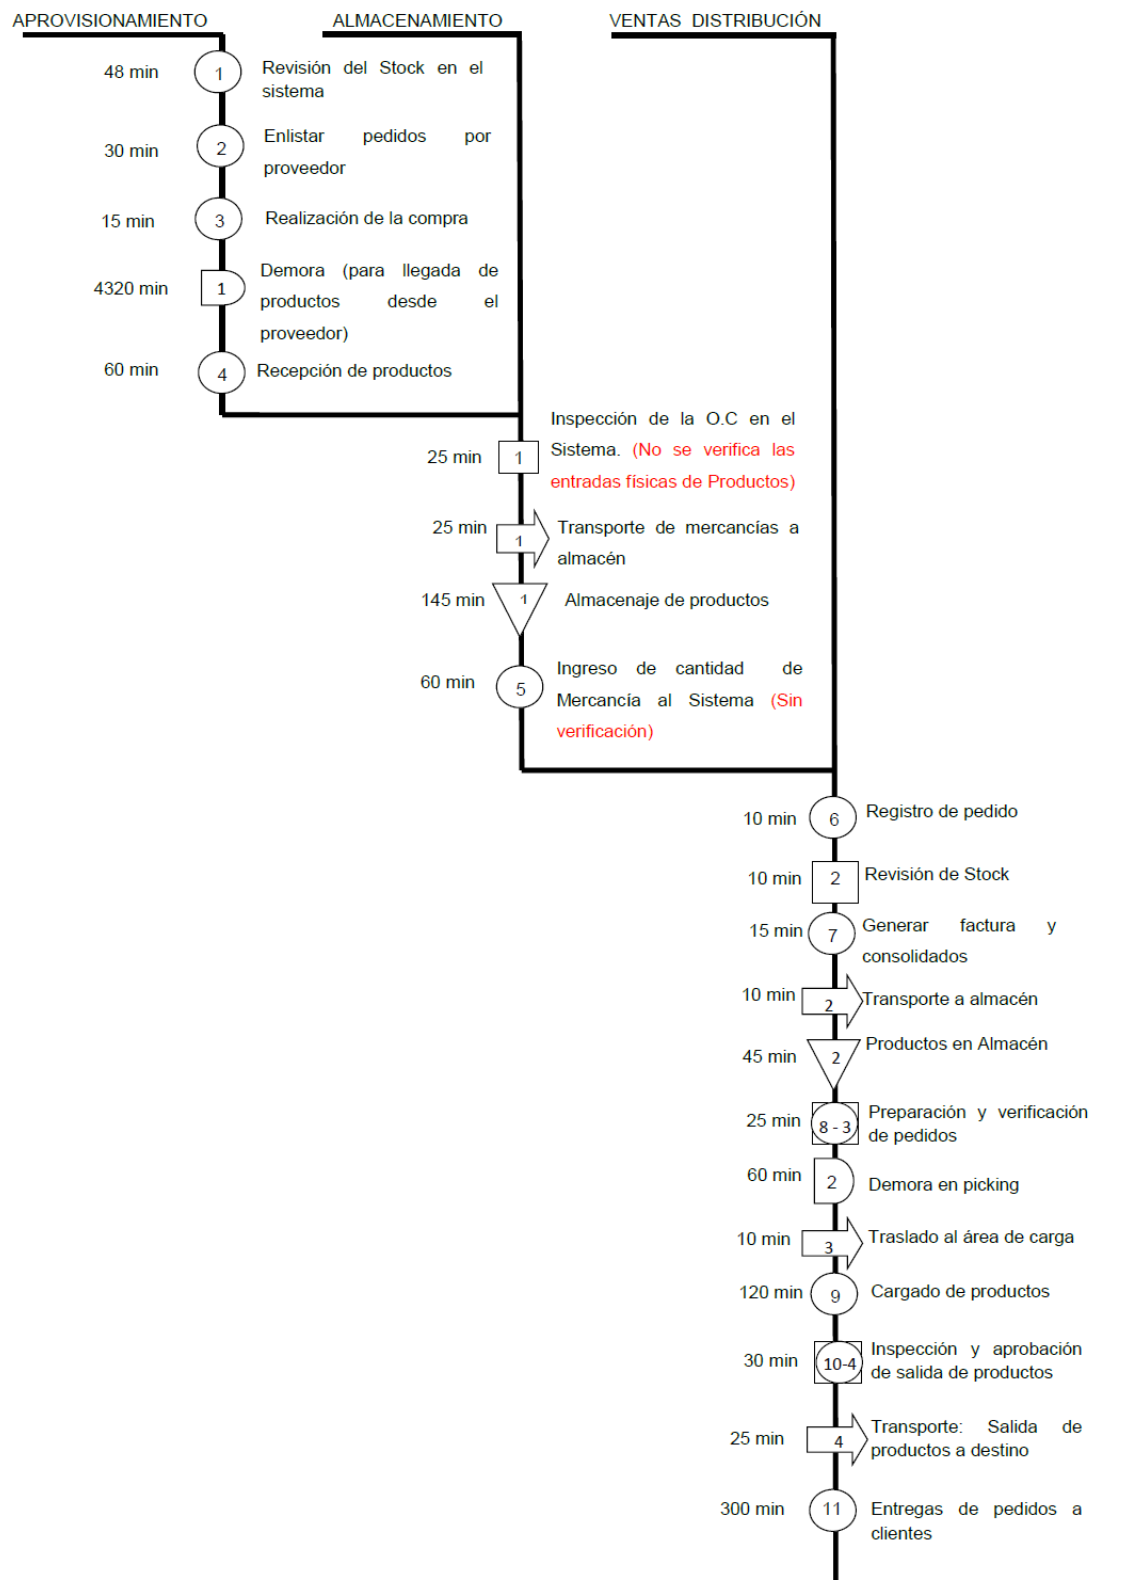 APROVISIONAMIENTO
ALMACENAMIENTO
VENTAS DISTRIBUCIÓN
48 min
1
Revisión del Stock en el
sistema
30 min
2
Enlistar pedidos por
proveedor
15 min
3
Realización de la compra
4320 min
1
Demora (para llegada de
productos desde el
proveedor)
60 min
4
Recepción de productos
25 min
1
Inspección de la O.C en el
Sistema. (No se verifica las
entradas físicas de Productos)
25 min
1
Transporte de mercancías a
almacén
145 min
1
Almacenaje de productos
60 min
5
Ingreso de cantidad de
Mercancía al Sistema (Sin
verificación)
10 min
6
Registro de pedido
10 min
2
Revisión de Stock
15 min
7
Generar factura y
consolidados
10 min
2
Transporte a almacén
45 min
2
Productos en Almacén
25 min
8 - 3
Preparación y verificación
de pedidos
60 min
2
Demora en picking
10 min
3
Traslado al área de carga
120 min
9
Cargado de productos
30 min
10-4
Inspección y aprobación
de salida de productos
25 min
4
Transporte: Salida de
productos a destino
300 min
11
Entregas de pedidos a
clientes